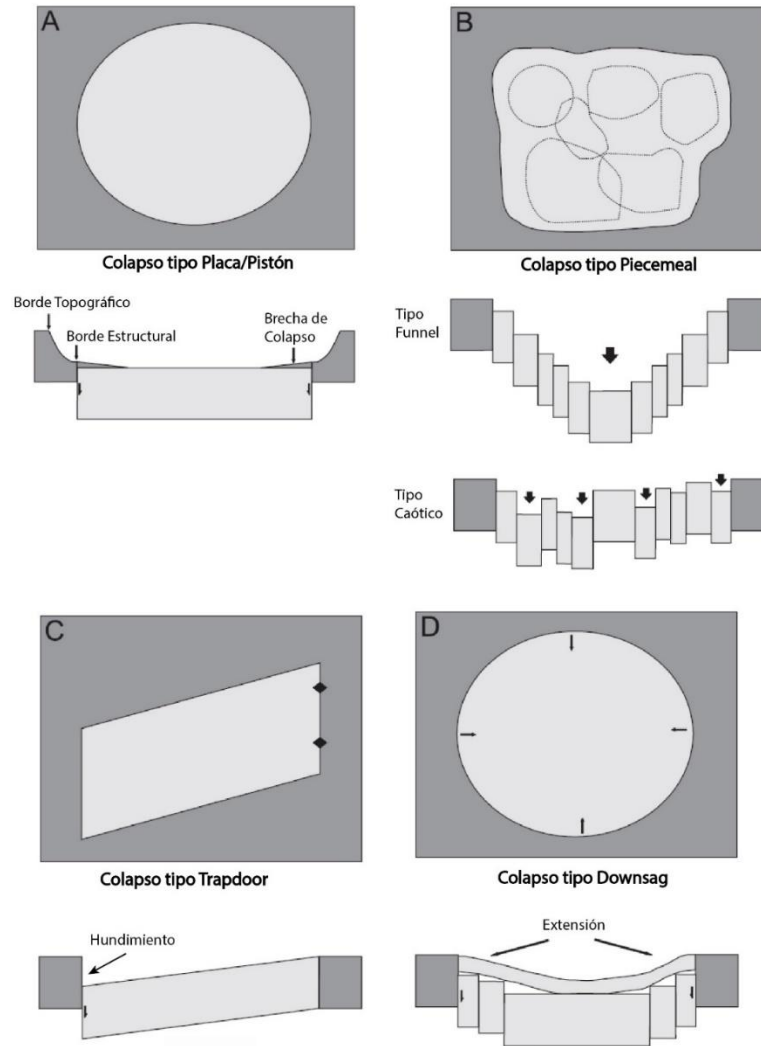 A
B
Colapso tipo Placa/Pistón
Colapso tipo Piecemeal
Borde Topográfico
Borde Estructural
Brecha de
Colapso
Tipo
Funnel
Tipo
Caótico
C
D
Colapso tipo Trapdoor
Colapso tipo Downsag
Hundimiento
Extensión